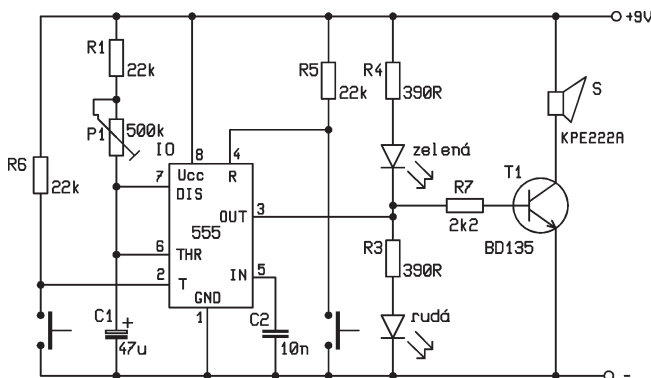 +9V
R1
22k
R5
22k
R4
390R
S
KPE222A
P1
500k
IO
8
4
zelená
R6
22k
7
Ucc
R
DIS
T1
R7
2k2
OUT
3
555
BD135
6
THR
R3
390R
2
T
IN
5
GND
1
C1
+
47u
C2
10n
rudá
-